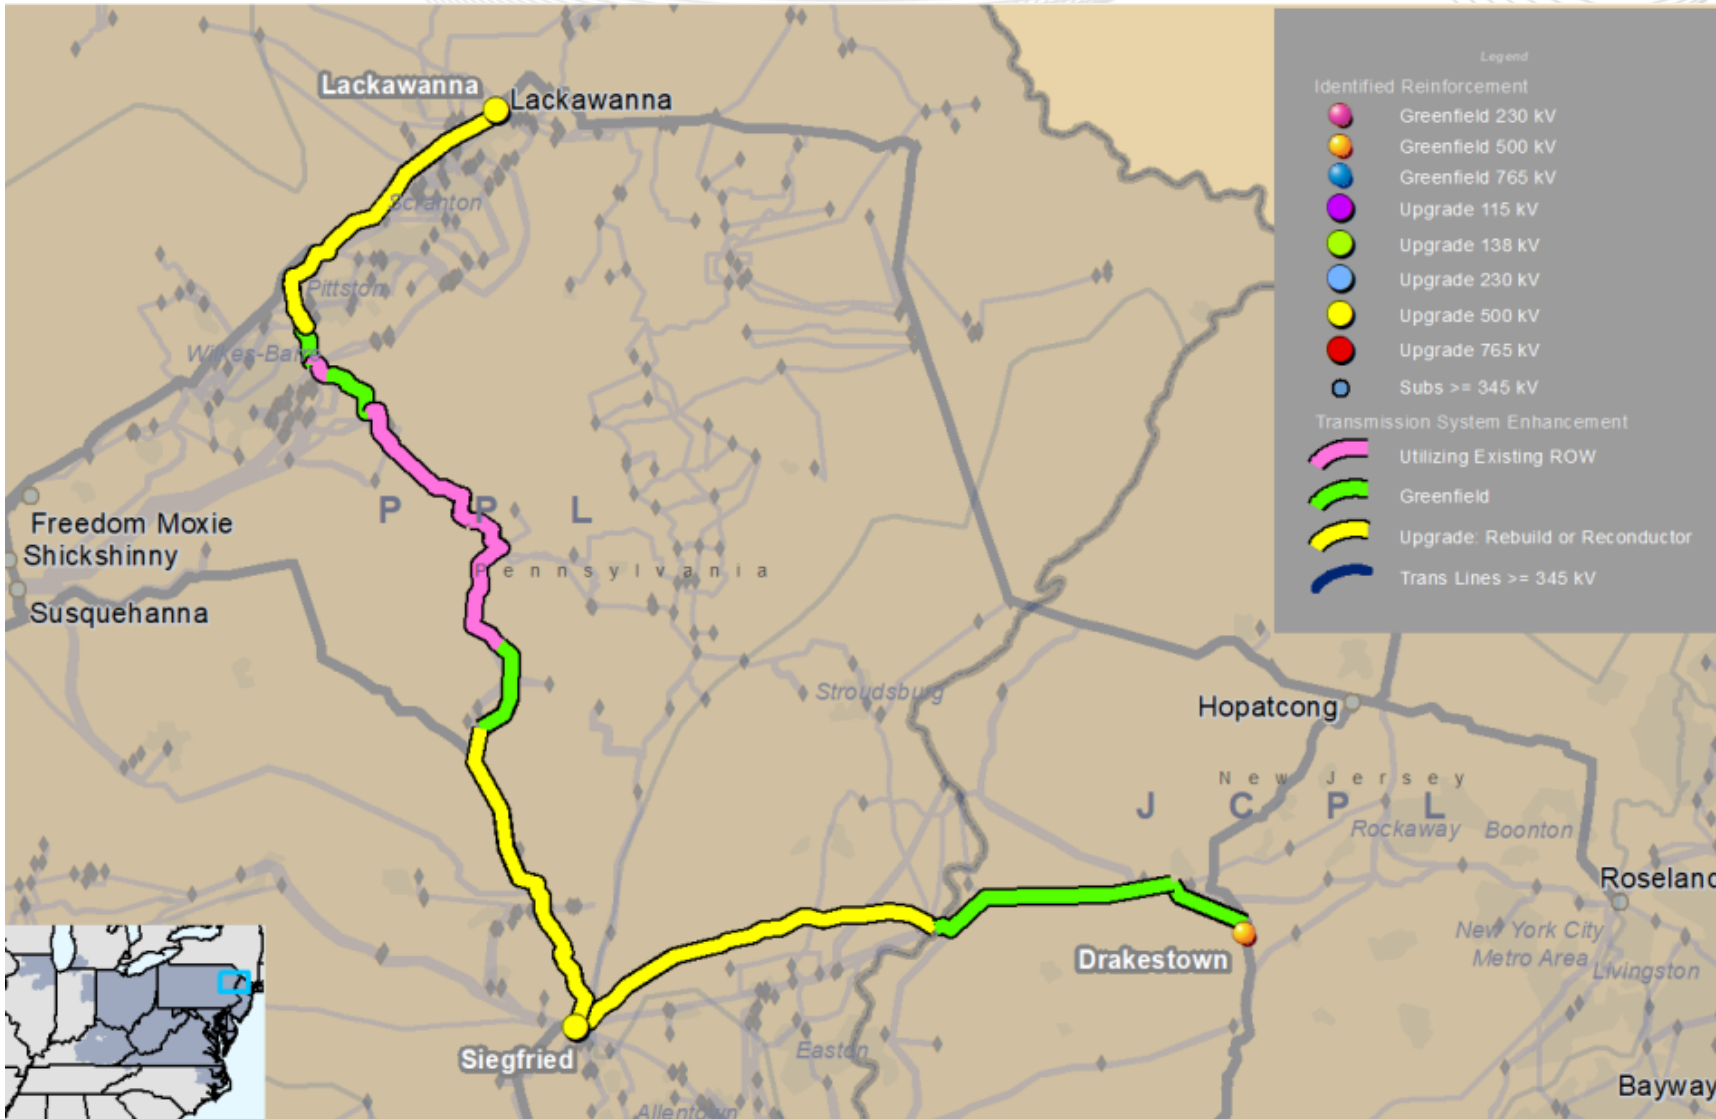 Lackawanna
Lackawanna
Scranton
Pittston
Wilkes-Barre
Freedom Moxie
Shickshinny
Susquehanna
P P L
Pennsylvania
Stroudsburg
Hopatcong
New Jersey
J C P L
Rockaway
Boonton
Roseland
New York City
Metro Area
Livingston
Drakestown
Siegfried
Easton
Allentown
Bayway
Legend
Identified Reinforcement
Greenfield 230 kV
Greenfield 500 kV
Greenfield 765 kV
Upgrade 115 kV
Upgrade 138 kV
Upgrade 230 kV
Upgrade 500 kV
Upgrade 765 kV
Subs >= 345 kV
Transmission System Enhancement
Utilizing Existing ROW
Greenfield
Upgrade: Rebuild or Reconductor
Trans Lines >= 345 kV